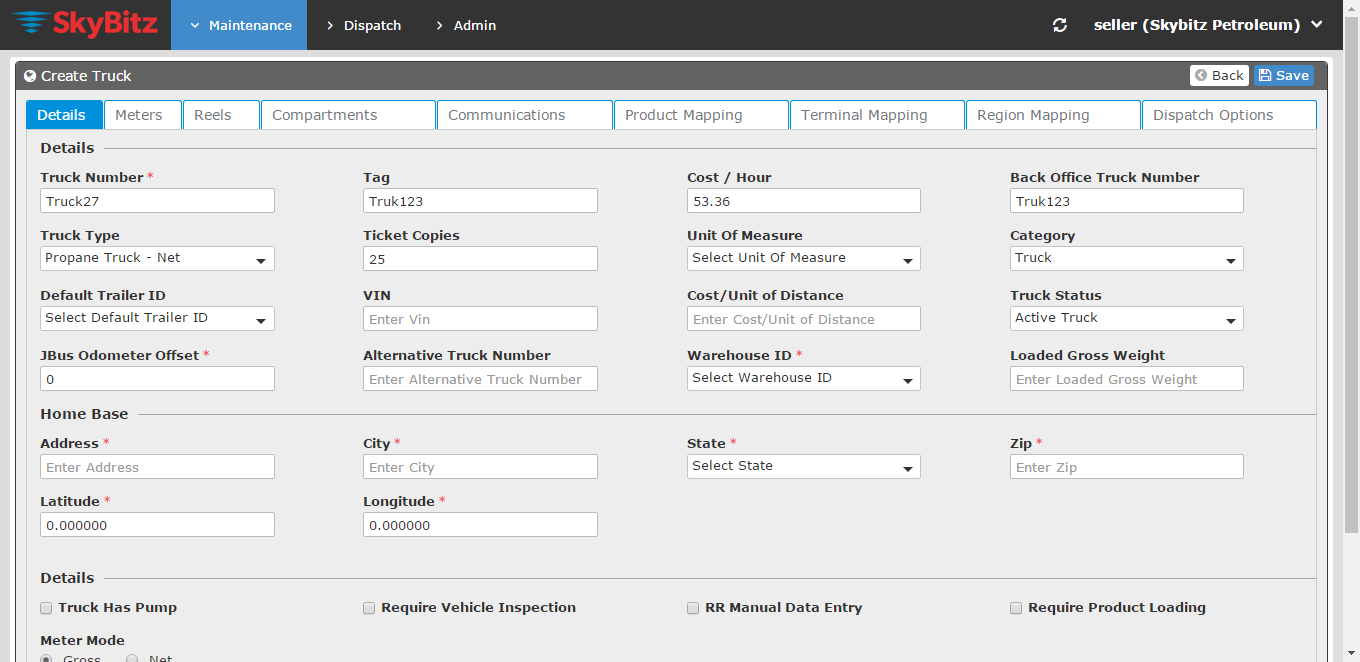 SkyBitz Maintenance Dispatch Admin seller (Skybitz Petroleum)
Create Truck Back Save
Details Meters Reels Compartments Communications Product Mapping Terminal Mapping Region Mapping Dispatch Options
Details
Truck Number * Tag Cost / Hour Back Office Truck Number
Truck27 Truk123 53.36 Truk123
Truck Type Ticket Copies Unit Of Measure Category
Propane Truck - Net 25 Select Unit Of Measure Truck
Default Trailer ID VIN Cost/Unit of Distance Truck Status
Select Default Trailer ID Enter Vin Enter Cost/Unit of Distance Active Truck
JBus Odometer Offset * Alternative Truck Number Warehouse ID * Loaded Gross Weight
0 Enter Alternative Truck Number Select Warehouse ID Enter Loaded Gross Weight
Home Base
Address * City * State * Zip *
Enter Address Enter City Select State Enter Zip
Latitude * Longitude *
0.000000 0.000000
Details
Truck Has Pump Require Vehicle Inspection RR Manual Data Entry Require Product Loading
Meter Mode
Gross Net